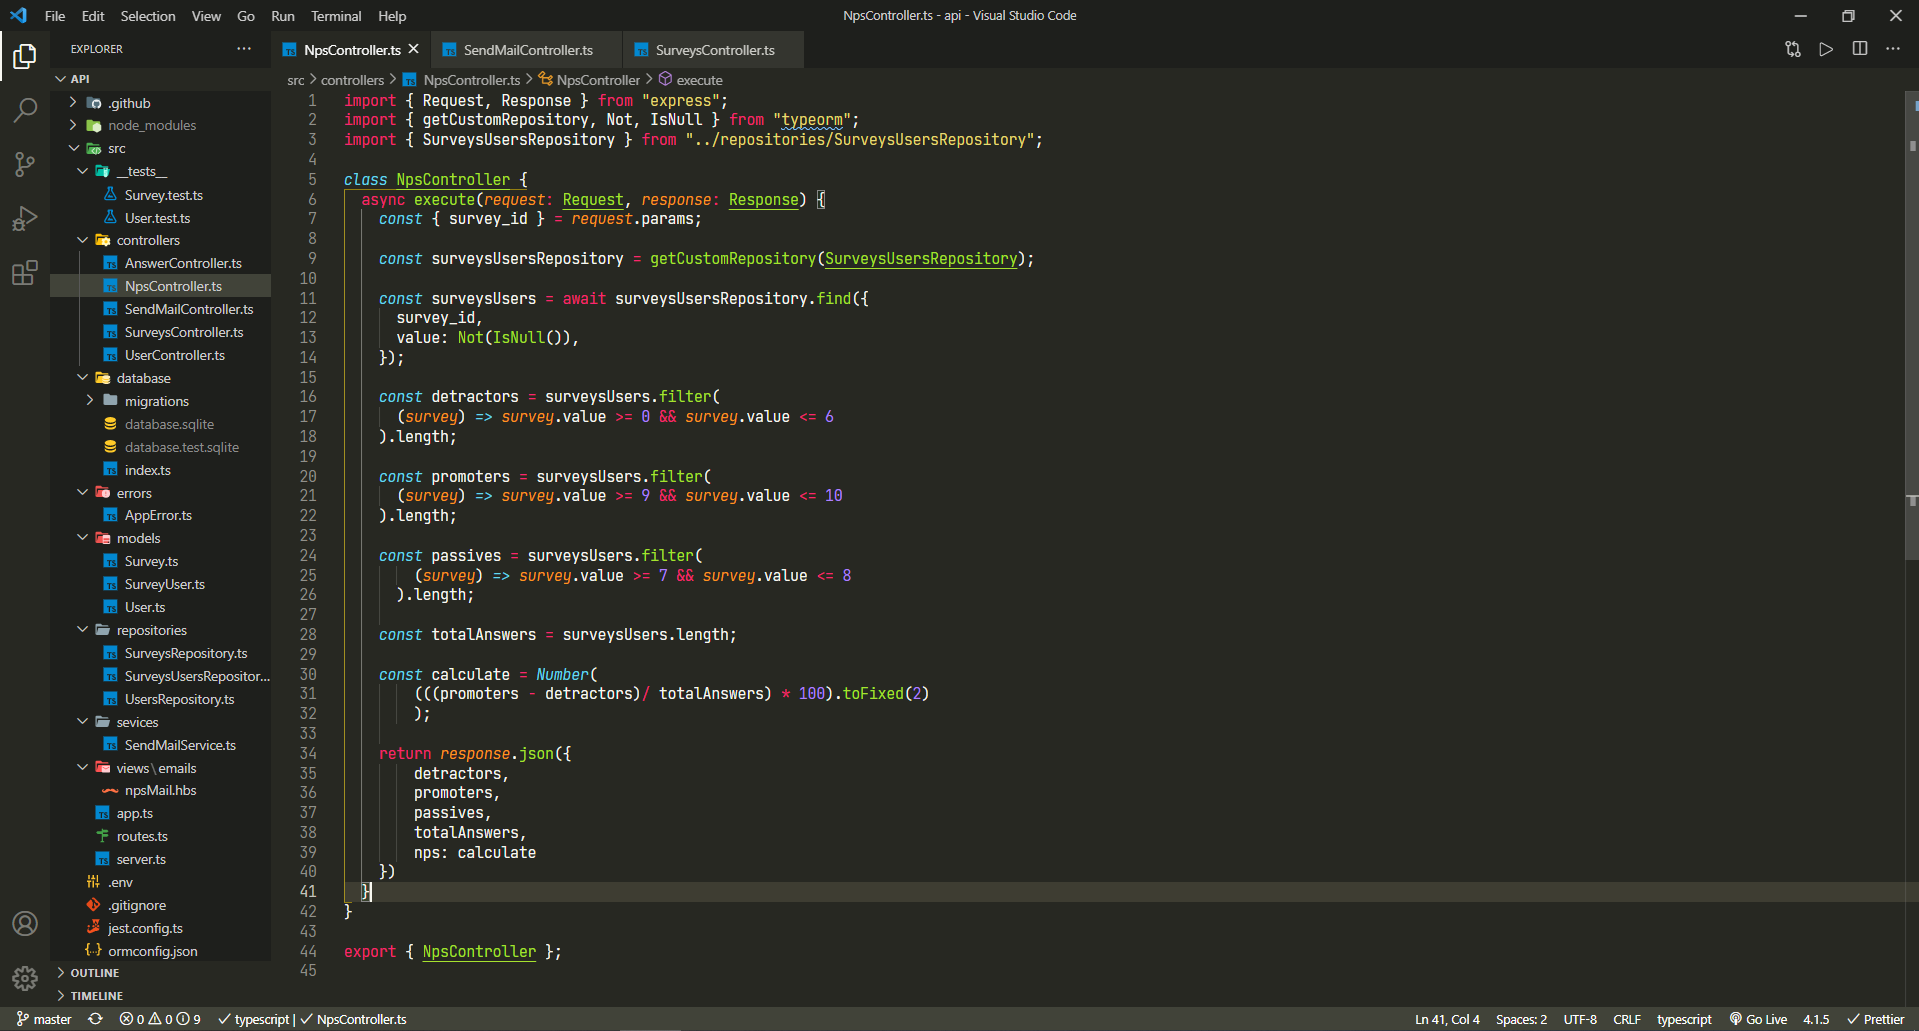 File Edit Selection View Go Run Terminal Help
NpsController.ts - api - Visual Studio Code
EXPLORER
API
.github
node_modules
src
__tests__
Survey.test.ts
User.test.ts
controllers
AnswerController.ts
NpsController.ts
SendMailController.ts
SurveysController.ts
UserController.ts
database
migrations
database.sqlite
database.test.sqlite
index.ts
errors
AppError.ts
models
Survey.ts
SurveyUser.ts
User.ts
repositories
SurveysRepository.ts
SurveysUsersRepositor...
UsersRepository.ts
sevices
SendMailService.ts
views\emails
npsMail.hbs
app.ts
routes.ts
server.ts
.env
.gitignore
jest.config.ts
ormconfig.json
OUTLINE
TIMELINE
NpsController.ts SendMailController.ts SurveysController.ts
src > controllers > NpsController.ts > NpsController > execute
1 import { Request, Response } from "express";
2 import { getCustomRepository, Not, IsNull } from "typeorm";
3 import { SurveysUsersRepository } from "../repositories/SurveysUsersRepository";
4
5 class NpsController {
6 async execute(request: Request, response: Response) {
7 const { survey_id } = request.params;
8
9 const surveysUsersRepository = getCustomRepository(SurveysUsersRepository);
10
11 const surveysUsers = await surveysUsersRepository.find({
12 survey_id,
13 value: Not(IsNull()),
14 });
15
16 const detractors = surveysUsers.filter(
17 (survey) => survey.value >= 0 && survey.value <= 6
18 ).length;
19
20 const promoters = surveysUsers.filter(
21 (survey) => survey.value >= 9 && survey.value <= 10
22 ).length;
23
24 const passives = surveysUsers.filter(
25 (survey) => survey.value >= 7 && survey.value <= 8
26 ).length;
27
28 const totalAnswers = surveysUsers.length;
29
30 const calculate = Number(
31 (((promoters - detractors)/ totalAnswers) * 100).toFixed(2)
32 );
33
34 return response.json({
35 detractors,
36 promoters,
37 passives,
38 totalAnswers,
39 nps: calculate
40 })
41 }
42 }
43
44 export { NpsController };
45
master 0 0 9 typescript | NpsController.ts
Ln 41, Col 4 Spaces: 2 UTF-8 CRLF typescript Go Live 4.1.5 Prettier